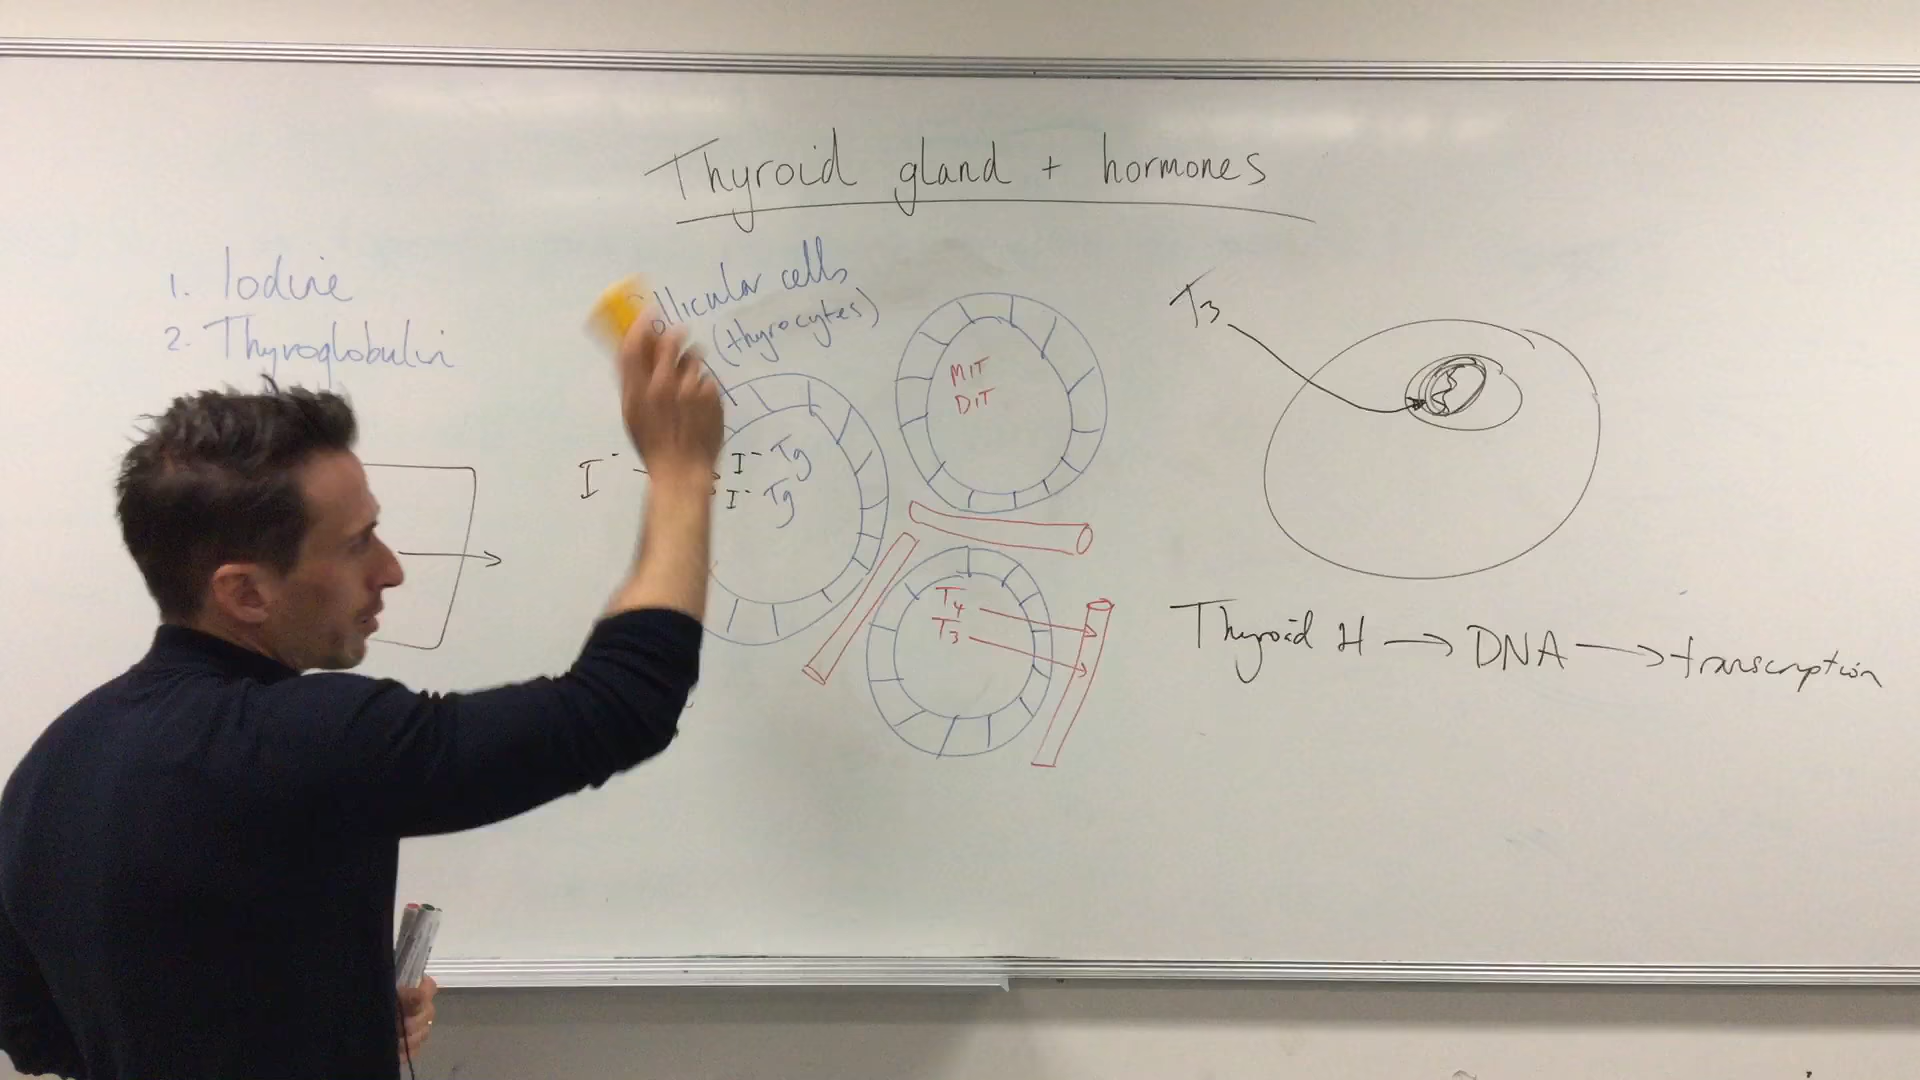 Thyroid gland + hormones
1. Iodine
2. Thyroglobulin
ollicular cells
(thyrocytes)
I⁻
I⁻ Tg
I⁻ Tg
MIT
DIT
T4
T3
T3
Thyroid H → DNA → transcription